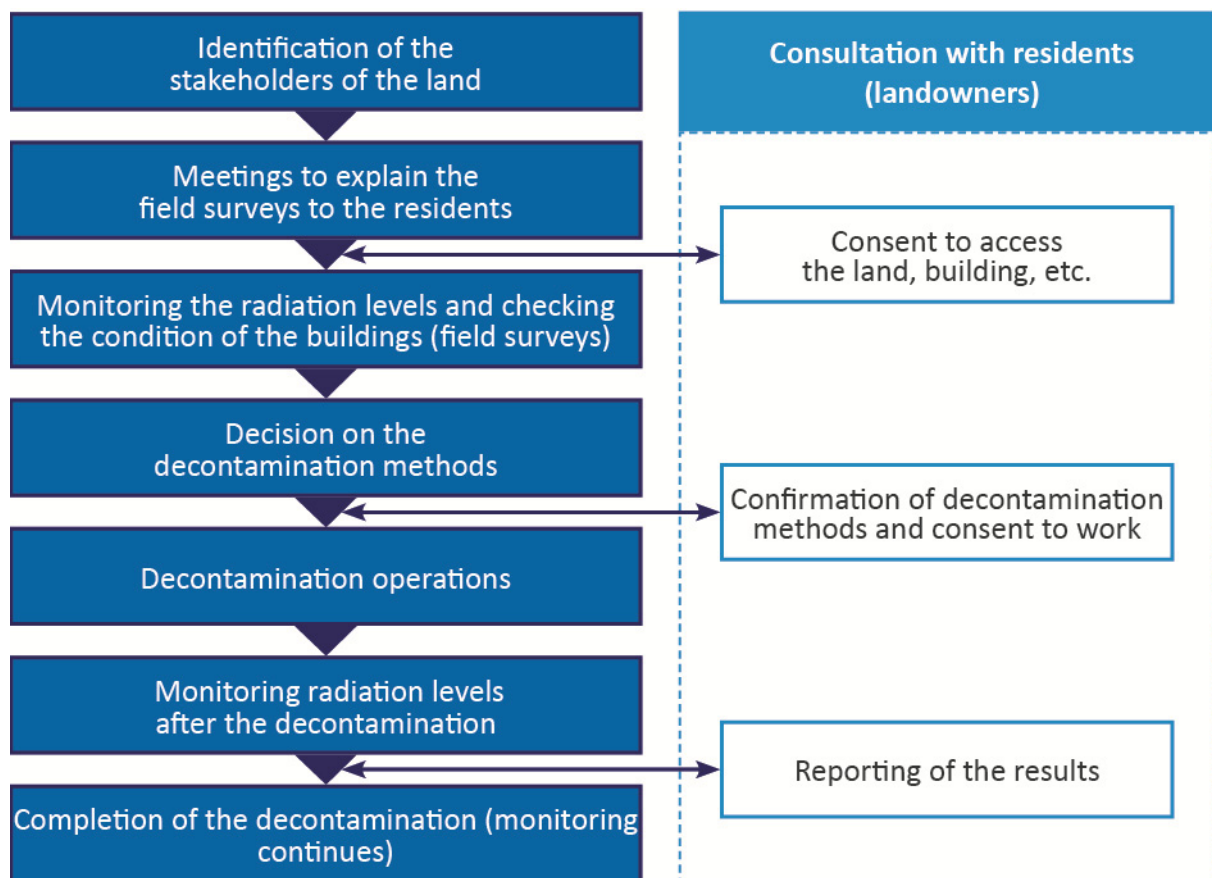 Identification of the
stakeholders of the land
Meetings to explain the
field surveys to the residents
Monitoring the radiation levels and checking
the condition of the buildings (field surveys)
Decision on the
decontamination methods
Decontamination operations
Monitoring radiation levels
after the decontamination
Completion of the decontamination (monitoring
continues)
Consultation with residents
(landowners)
Consent to access
the land, building, etc.
Confirmation of decontamination
methods and consent to work
Reporting of the results